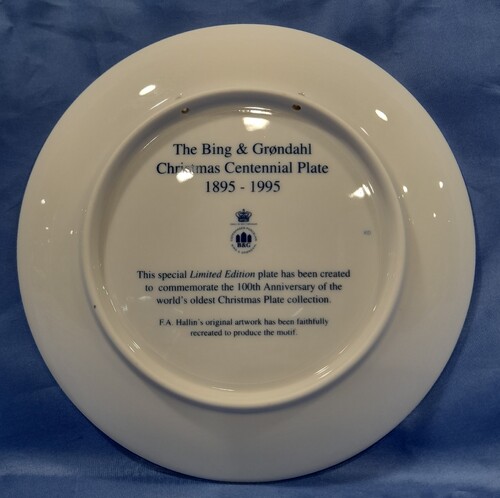 The Bing & Grøndahl
Christmas Centennial Plate
1895 - 1995
B&G
This special Limited Edition plate has been created
to commemorate the 100th Anniversary of the
world's oldest Christmas Plate collection.
F.A. Hallin's original artwork has been faithfully
recreated to produce the motif.